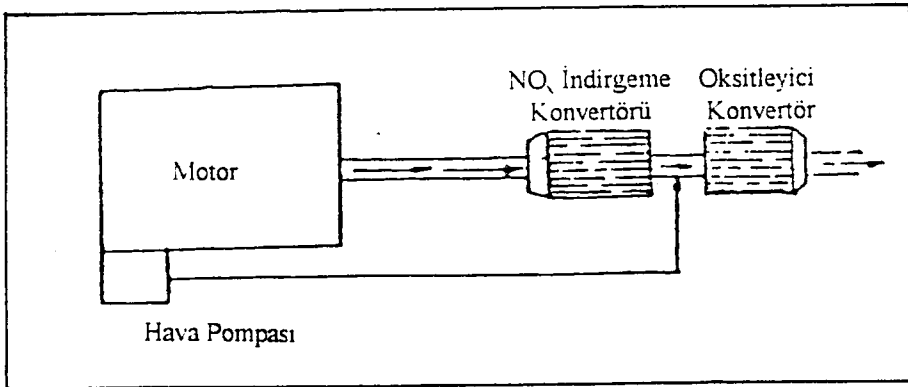 NOx İndirgeme
Konvertörü
Oksitleyici
Konvertör
Motor
Hava Pompası